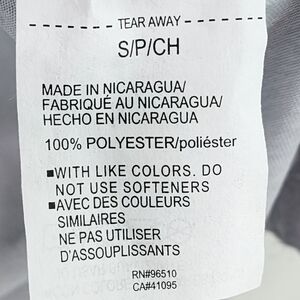 TEAR AWAY
S/P/CH
MADE IN NICARAGUA/
FABRIQUÉ AU NICARAGUA/
HECHO EN NICARAGUA
100% POLYESTER/poliéster
■WITH LIKE COLORS. DO
NOT USE SOFTENERS
■AVEC DES COULEURS
SIMILAIRES
NE PAS UTILISER
D'ASSOUPLISSANTS
RN#96510
CA#41095